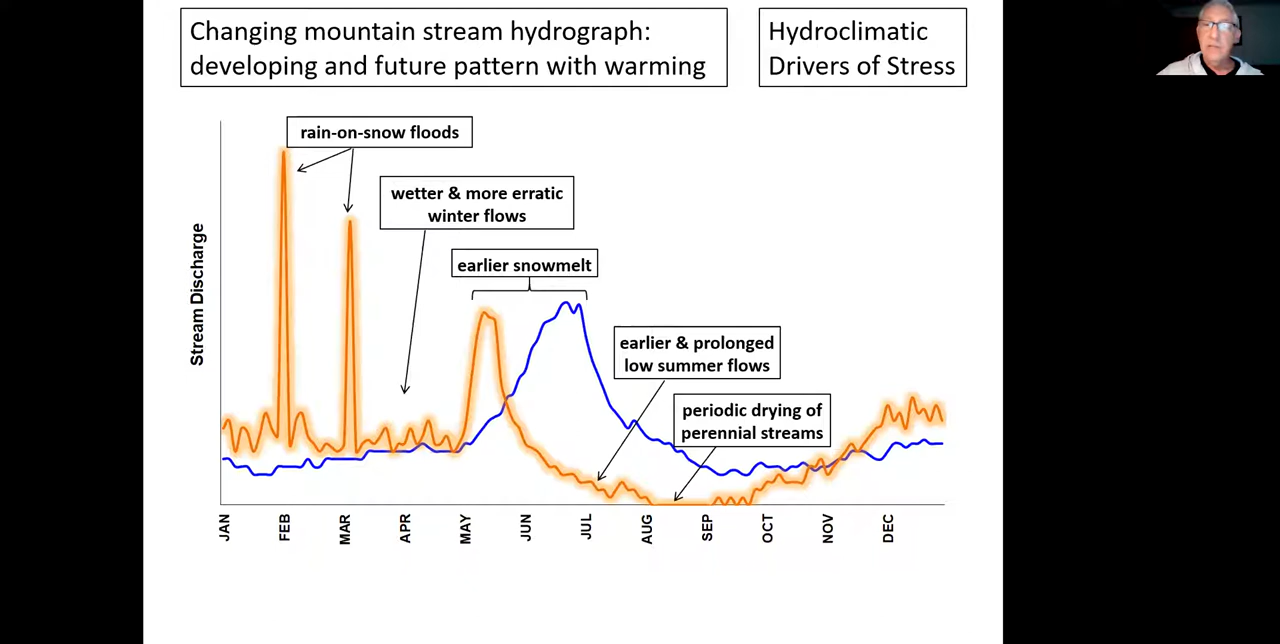 Changing mountain stream hydrograph:
developing and future pattern with warming
Hydroclimatic
Drivers of Stress
rain-on-snow floods
wetter & more erratic
winter flows
earlier snowmelt
earlier & prolonged
low summer flows
periodic drying of
perennial streams
Stream Discharge
JAN
FEB
MAR
APR
MAY
JUN
JUL
AUG
SEP
OCT
NOV
DEC